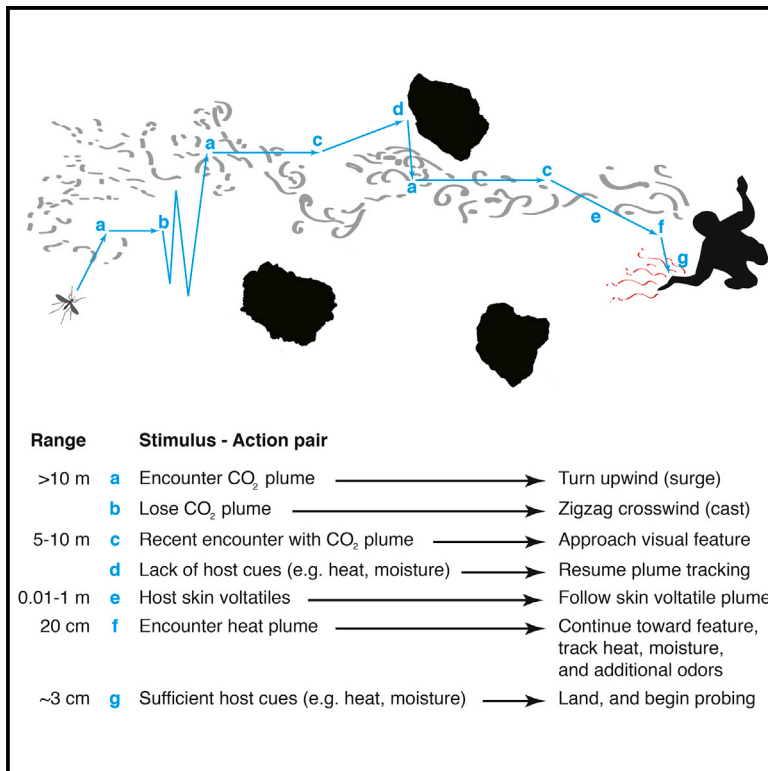 d
a
c
c
a
a
b
e
f
g
Range Stimulus - Action pair
>10 m a Encounter CO2 plume Turn upwind (surge)
b Lose CO2 plume Zigzag crosswind (cast)
5-10 m c Recent encounter with CO2 plume Approach visual feature
d Lack of host cues (e.g. heat, moisture) Resume plume tracking
0.01-1 m e Host skin voltatiles Follow skin voltatile plume
20 cm f Encounter heat plume Continue toward feature,
track heat, moisture,
and additional odors
~3 cm g Sufficient host cues (e.g. heat, moisture) Land, and begin probing